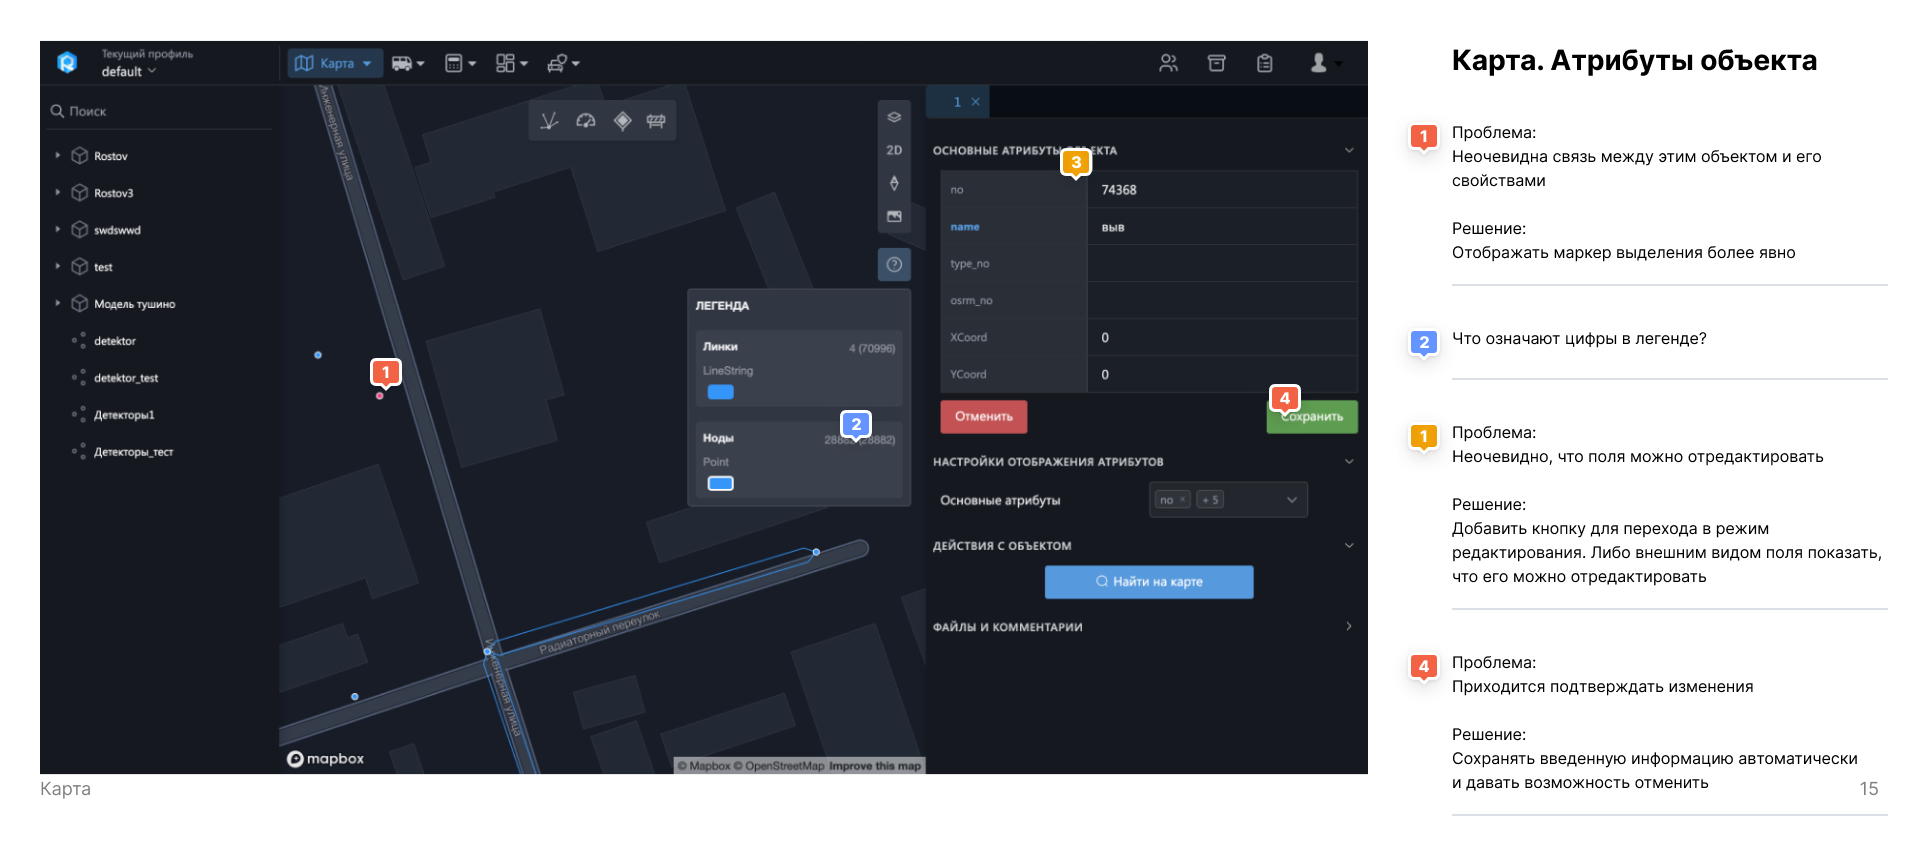 Текущий профиль
default
Карта
Поиск
Rostov
Rostov3
swdswwd
test
Модель тушино
detektor
detektor_test
Детекторы1
Детекторы_тест
Инженерная улица
1
2D
ЛЕГЕНДА
Линки
4 (70996)
LineString
2
Ноды
28882 (28882)
Point
Радиаторный переулок
Инженерная улица
mapbox
© Mapbox © OpenStreetMap Improve this map
1 ×
ОСНОВНЫЕ АТРИБУТЫ ОБЪЕКТА
3
no 74368
name выв
type_no
osrm_no
XCoord 0
YCoord 0
4
Отменить
Сохранить
НАСТРОЙКИ ОТОБРАЖЕНИЯ АТРИБУТОВ
Основные атрибуты
no × + 5
ДЕЙСТВИЯ С ОБЪЕКТОМ
Найти на карте
ФАЙЛЫ И КОММЕНТАРИИ
Карта. Атрибуты объекта
1
Проблема:
Неочевидна связь между этим объектом и его
свойствами
Решение:
Отображать маркер выделения более явно
2
Что означают цифры в легенде?
1
Проблема:
Неочевидно, что поля можно отредактировать
Решение:
Добавить кнопку для перехода в режим
редактирования. Либо внешним видом поля показать,
что его можно отредактировать
4
Проблема:
Приходится подтверждать изменения
Решение:
Сохранять введенную информацию автоматически
и давать возможность отменить
Карта
15